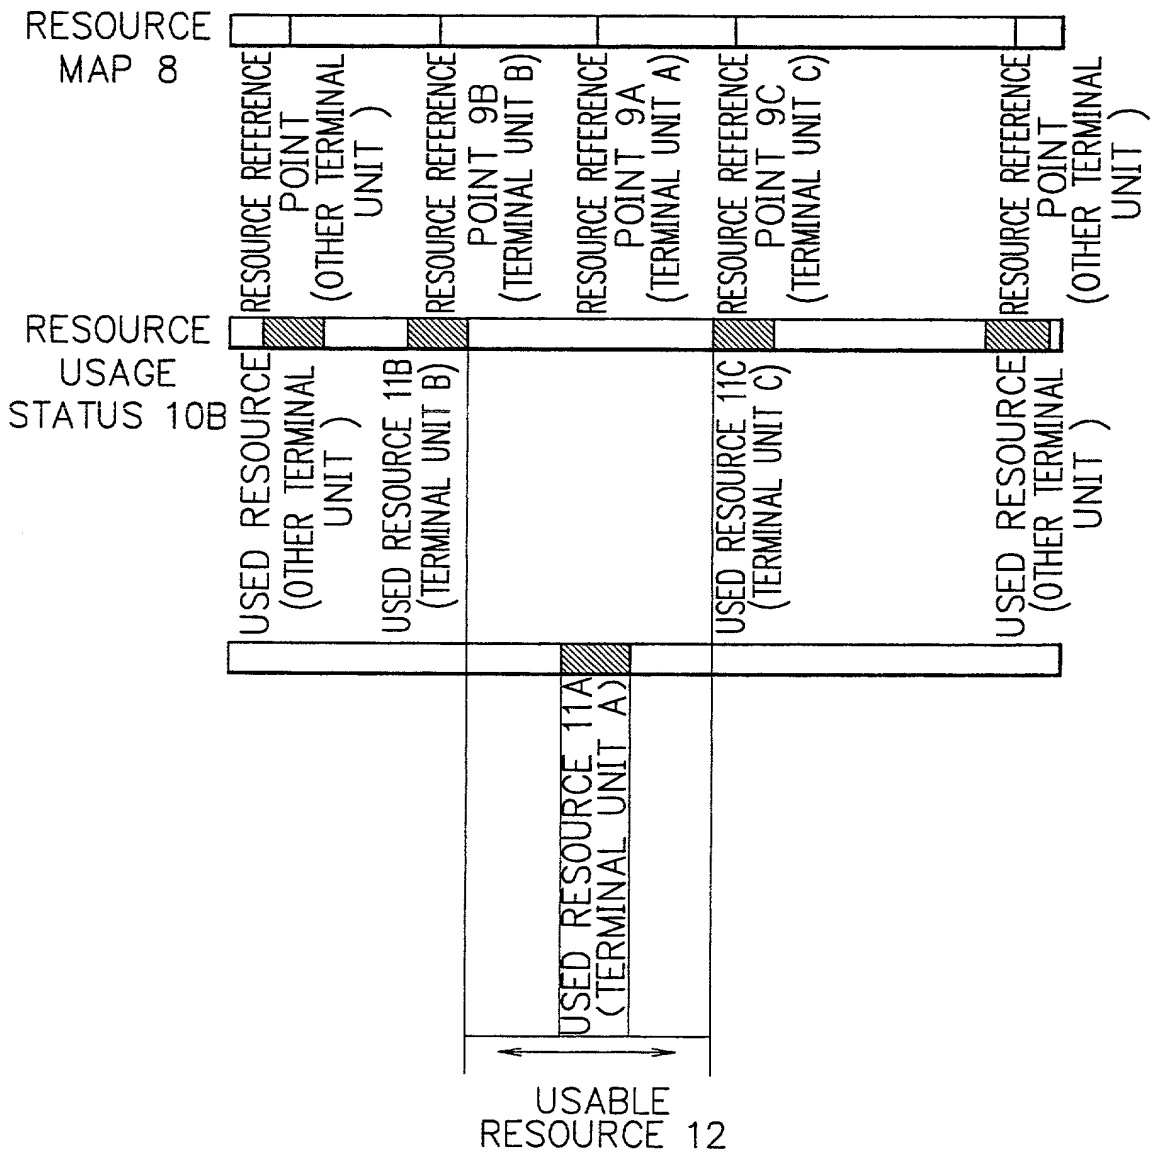 RESOURCE
MAP 8
RESOURCE REFERENCE
POINT
(OTHER TERMINAL
UNIT )
RESOURCE REFERENCE
POINT 9B
(TERMINAL UNIT B)
RESOURCE REFERENCE
POINT 9A
(TERMINAL UNIT A)
RESOURCE REFERENCE
POINT 9C
(TERMINAL UNIT C)
RESOURCE REFERENCE
POINT
(OTHER TERMINAL
UNIT )
RESOURCE
USAGE
STATUS 10B
USED RESOURCE
(OTHER TERMINAL
UNIT )
USED RESOURCE 11B
(TERMINAL UNIT B)
USED RESOURCE 11C
(TERMINAL UNIT C)
USED RESOURCE
(OTHER TERMINAL
UNIT )
USED RESOURCE 11A
(TERMINAL UNIT A)
USABLE
RESOURCE 12